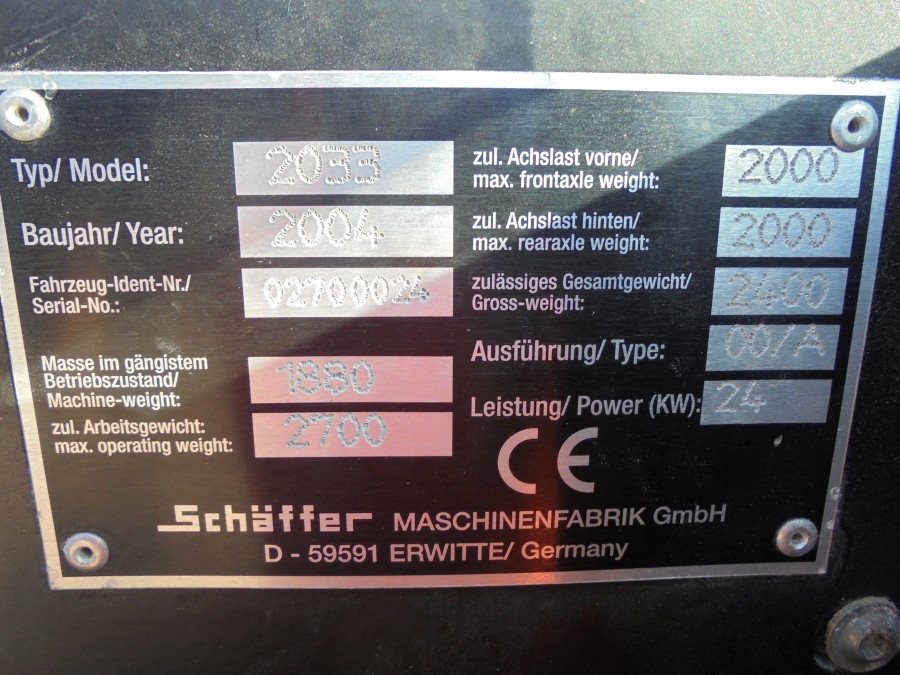 Typ/ Model: 2033
Baujahr/ Year: 2004
Fahrzeug-Ident-Nr./
Serial-No.: 02700024
Masse im gängistem
Betriebszustand/
Machine-weight: 1880
zul. Arbeitsgewicht:
max. operating weight: 2700
zul. Achslast vorne/
max. frontaxle weight: 2000
zul. Achslast hinten/
max. rearaxle weight: 2000
zulässiges Gesamtgewicht/
Gross-weight: 2400
Ausführung/ Type: 00/A
Leistung/ Power (KW): 24
CE
Schäffer MASCHINENFABRIK GmbH
D - 59591 ERWITTE/ Germany